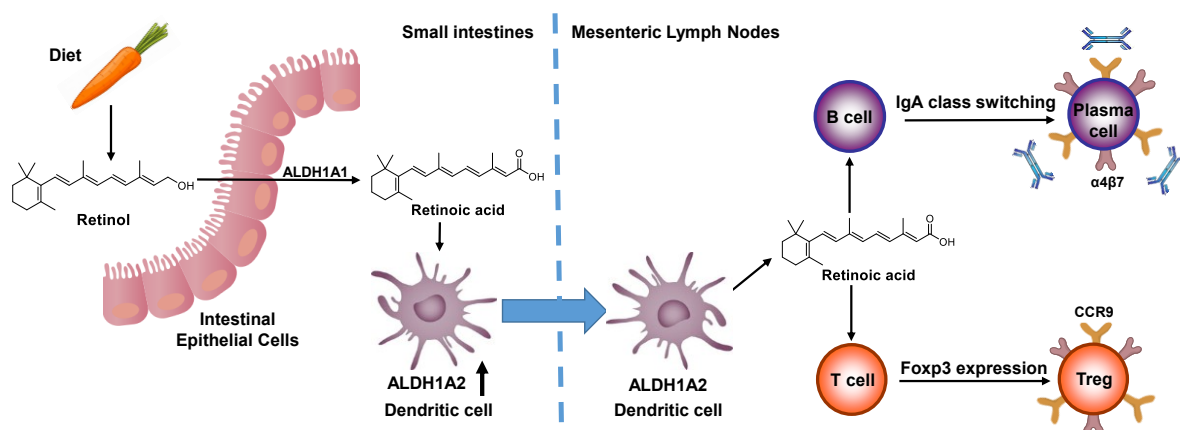 Diet
Small intestines
Mesenteric Lymph Nodes
OH
Retinol
ALDH1A1
O
OH
Retinoic acid
Intestinal
Epithelial Cells
ALDH1A2
Dendritic cell
ALDH1A2
Dendritic cell
O
OH
Retinoic acid
B cell
IgA class switching
Plasma
cell
α4β7
T cell
Foxp3 expression
CCR9
Treg